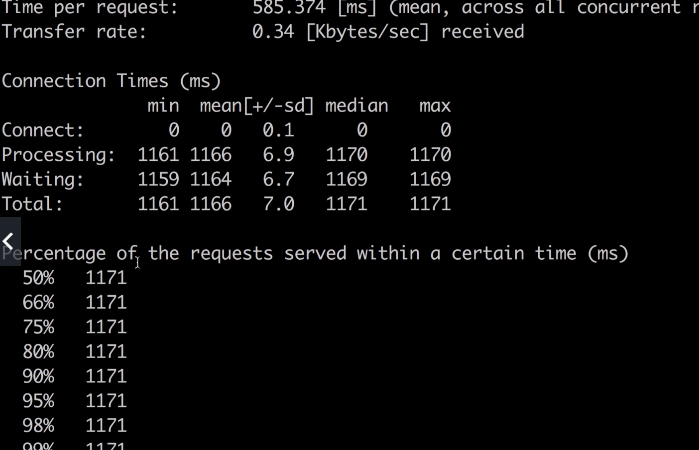 Time per request: 585.374 [ms] (mean, across all concurrent
Transfer rate: 0.34 [Kbytes/sec] received
Connection Times (ms)
min mean[+/-sd] median max
Connect: 0 0 0.1 0 0
Processing: 1161 1166 6.9 1170 1170
Waiting: 1159 1164 6.7 1169 1169
Total: 1161 1166 7.0 1171 1171
Percentage of the requests served within a certain time (ms)
50% 1171
66% 1171
75% 1171
80% 1171
90% 1171
95% 1171
98% 1171
99% 1171